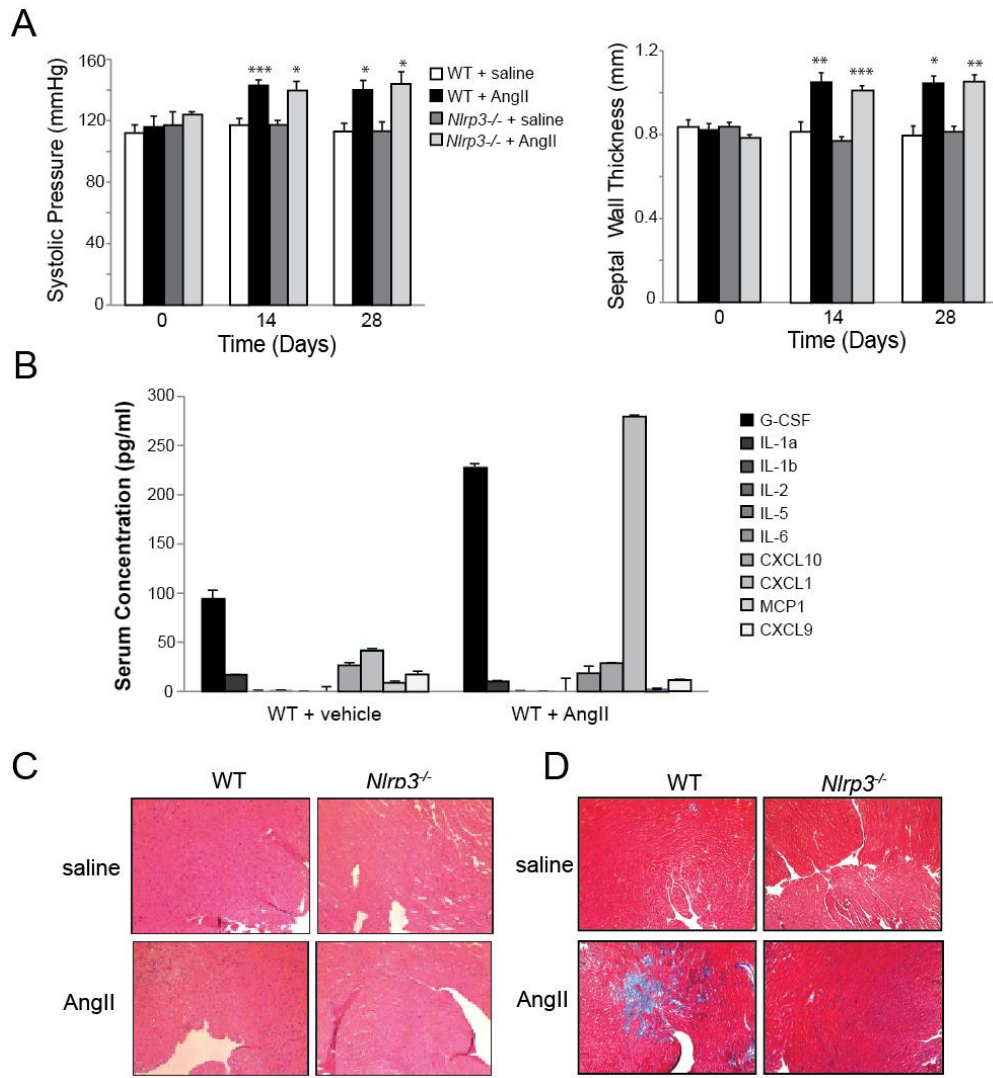 A
Systolic Pressure (mmHg)
160
120
80
40
0
*** * * *
0 14 28
Time (Days)
WT + saline
WT + AngII
Nlrp3-/- + saline
Nlrp3-/- + AngII
Septal Wall Thickness (mm)
1.2
0.8
0.4
0
** *** * **
0 14 28
Time (Days)
B
Serum Concentration (pg/ml)
300
250
200
150
100
50
0
WT + vehicle WT + AngII
G-CSF
IL-1a
IL-1b
IL-2
IL-5
IL-6
CXCL10
CXCL1
MCP1
CXCL9
C
WT Nlrp3-/-
saline
AngII
D
WT Nlrp3-/-
saline
AngII